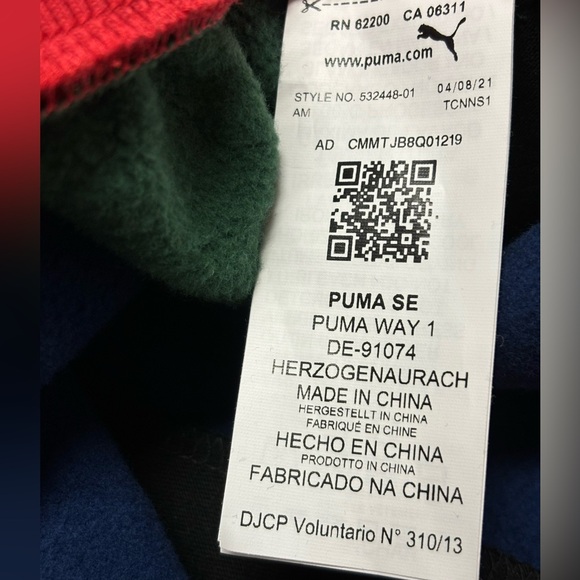 RN 62200 CA 06311
www.puma.com
STYLE NO. 532448-01 04/08/21
AM TCNNS1
AD CMMTJB8Q01219
PUMA SE
PUMA WAY 1
DE-91074
HERZOGENAURACH
MADE IN CHINA
HERGESTELLT IN CHINA
FABRIQUÉ EN CHINE
HECHO EN CHINA
PRODOTTO IN CHINA
FABRICADO NA CHINA
DJCP Voluntario N° 310/13